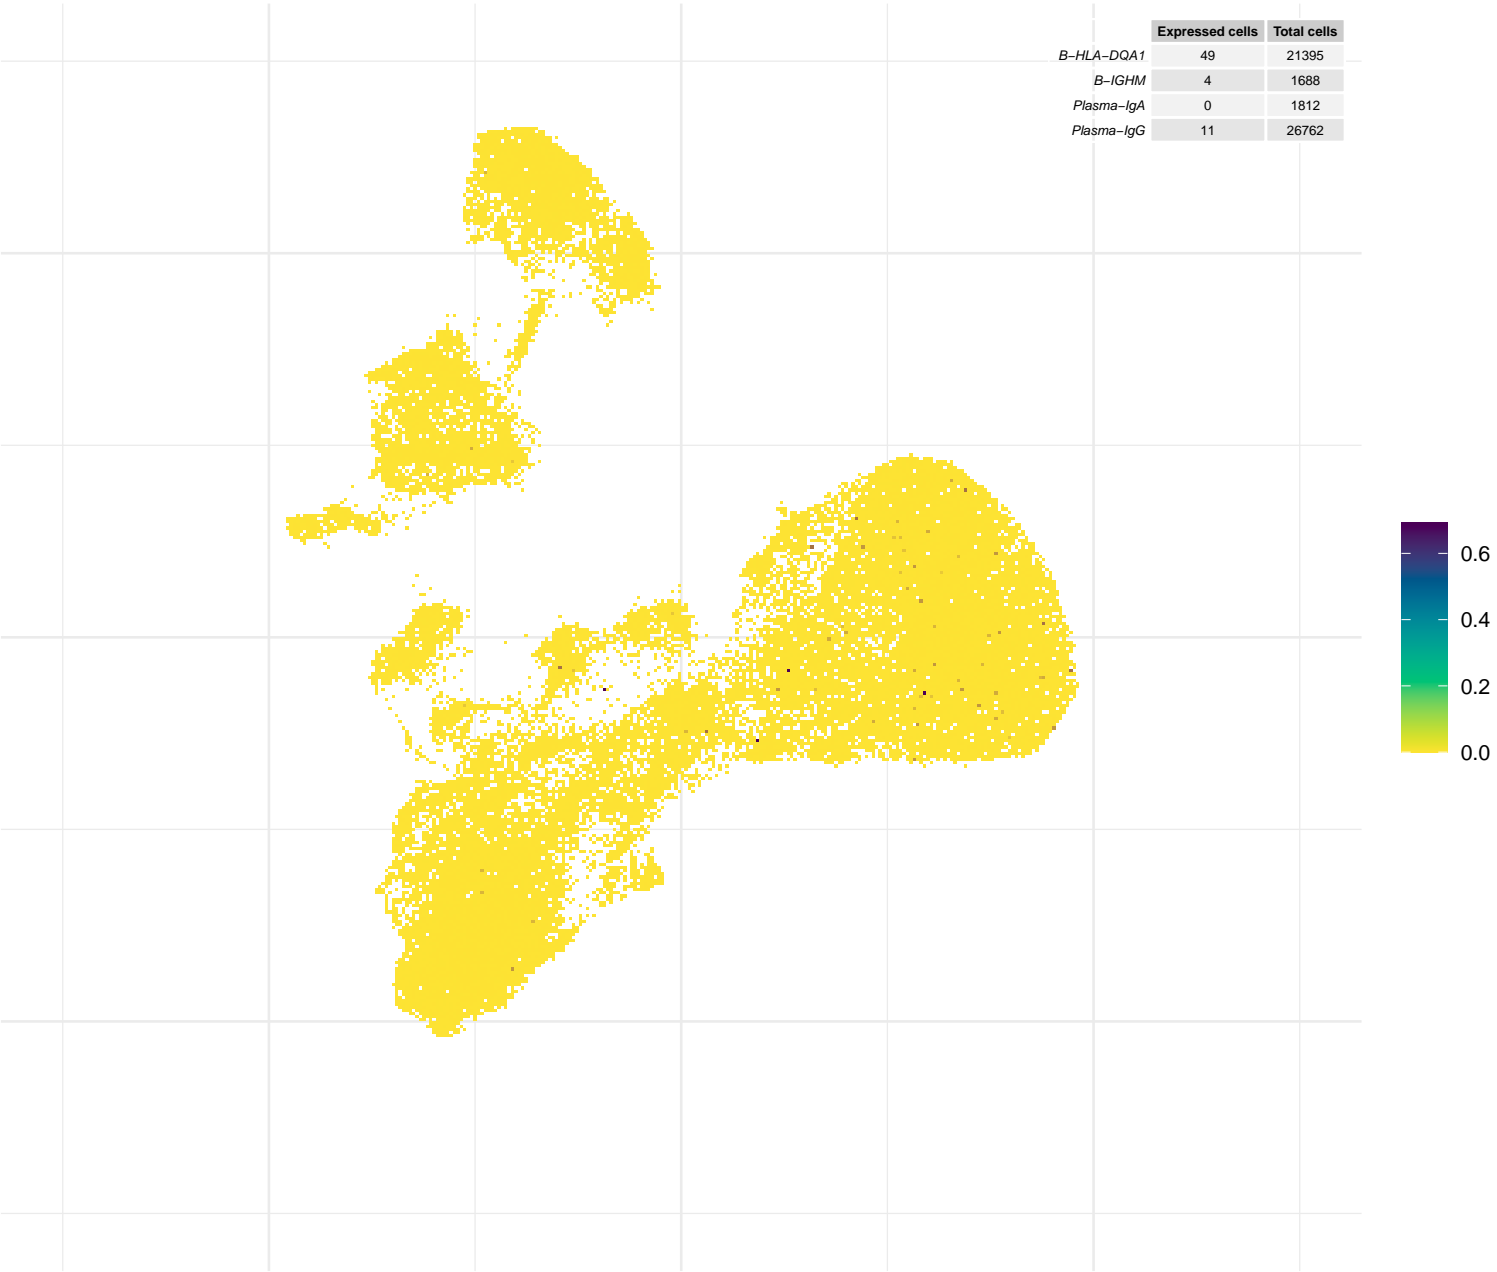 Expressed cells Total cells
B−HLA−DQA1 49 21395
B−IGHM 4 1688
Plasma−IgA 0 1812
Plasma−IgG 11 26762
0.6
0.4
0.2
0.0